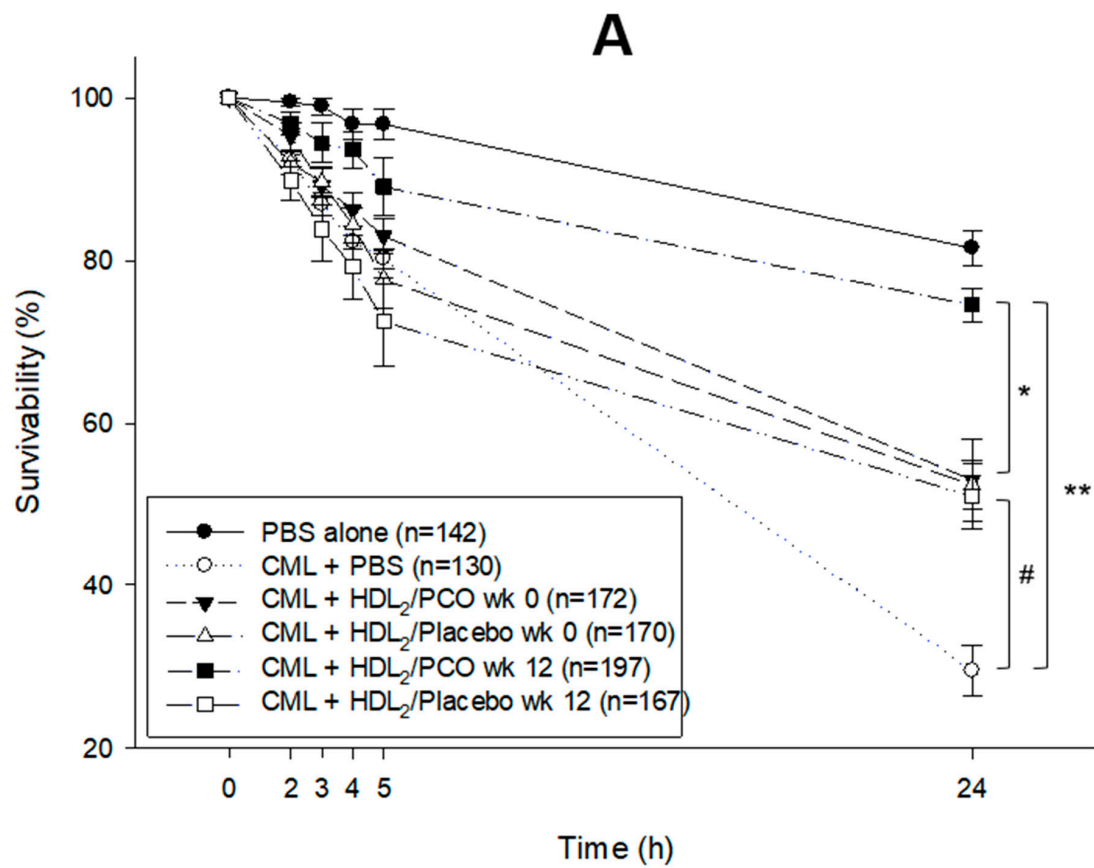 A
Survivability (%)
100
80
60
40
20
*
**
#
PBS alone (n=142)
CML + PBS (n=130)
CML + HDL₂/PCO wk 0 (n=172)
CML + HDL₂/Placebo wk 0 (n=170)
CML + HDL₂/PCO wk 12 (n=197)
CML + HDL₂/Placebo wk 12 (n=167)
0 2 3 4 5 24
Time (h)